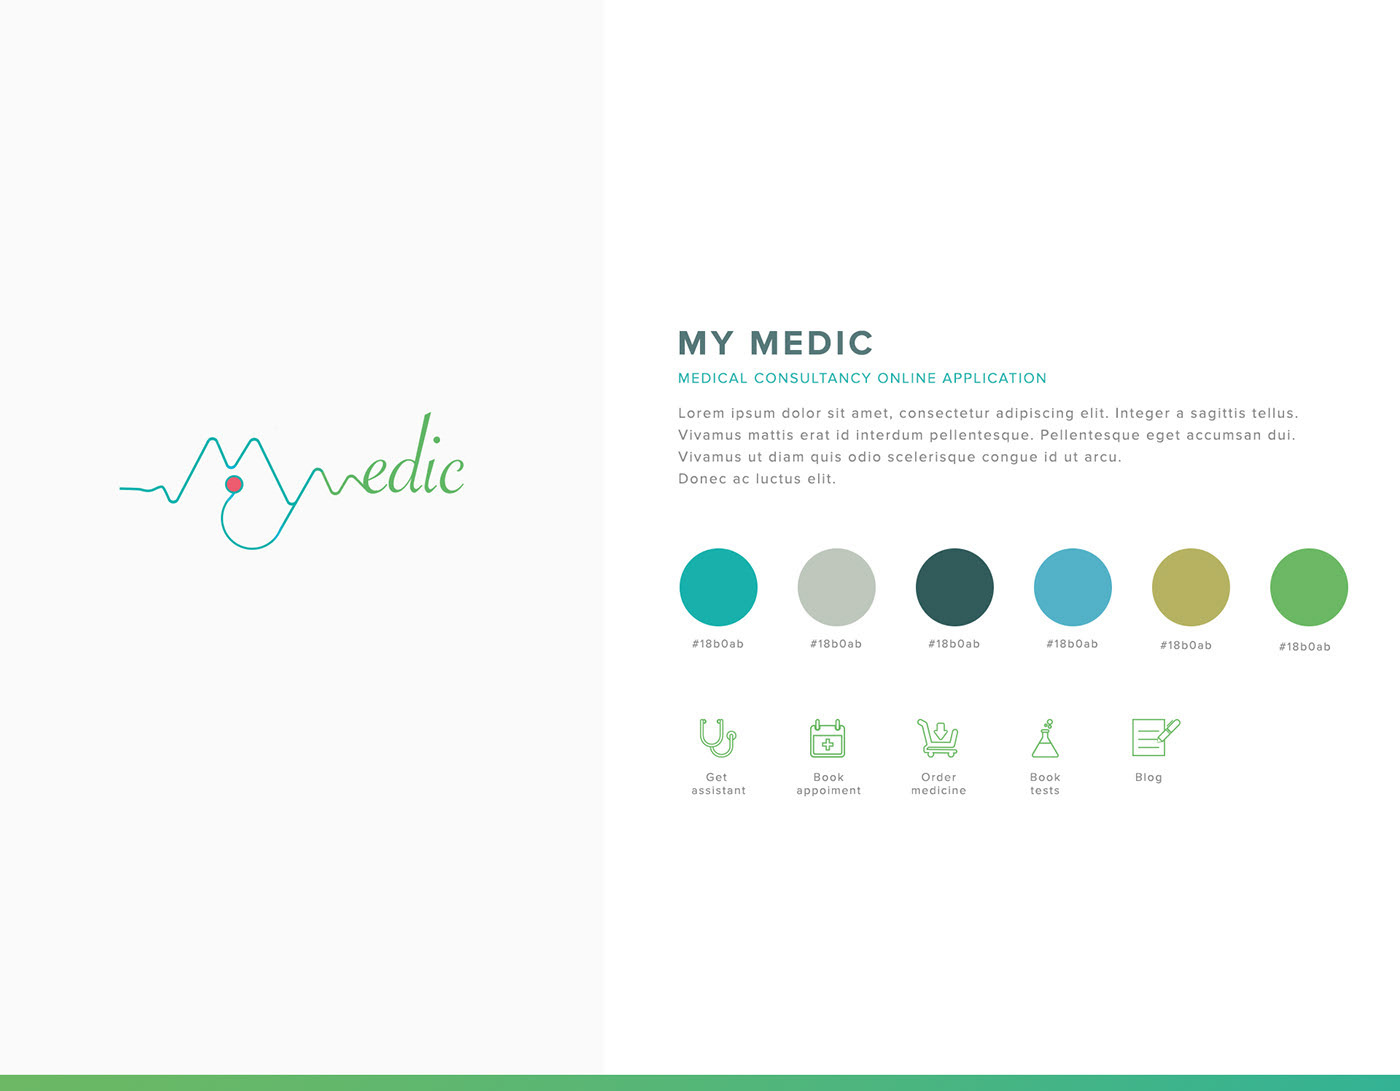 My Medic
MY MEDIC
MEDICAL CONSULTANCY ONLINE APPLICATION
Lorem ipsum dolor sit amet, consectetur adipiscing elit. Integer a sagittis tellus.
Vivamus mattis erat id interdum pellentesque. Pellentesque eget accumsan dui.
Vivamus ut diam quis odio scelerisque congue id ut arcu.
Donec ac luctus elit.
#18b0ab #18b0ab #18b0ab #18b0ab #18b0ab #18b0ab
Get
assistant
Book
appoiment
Order
medicine
Book
tests
Blog